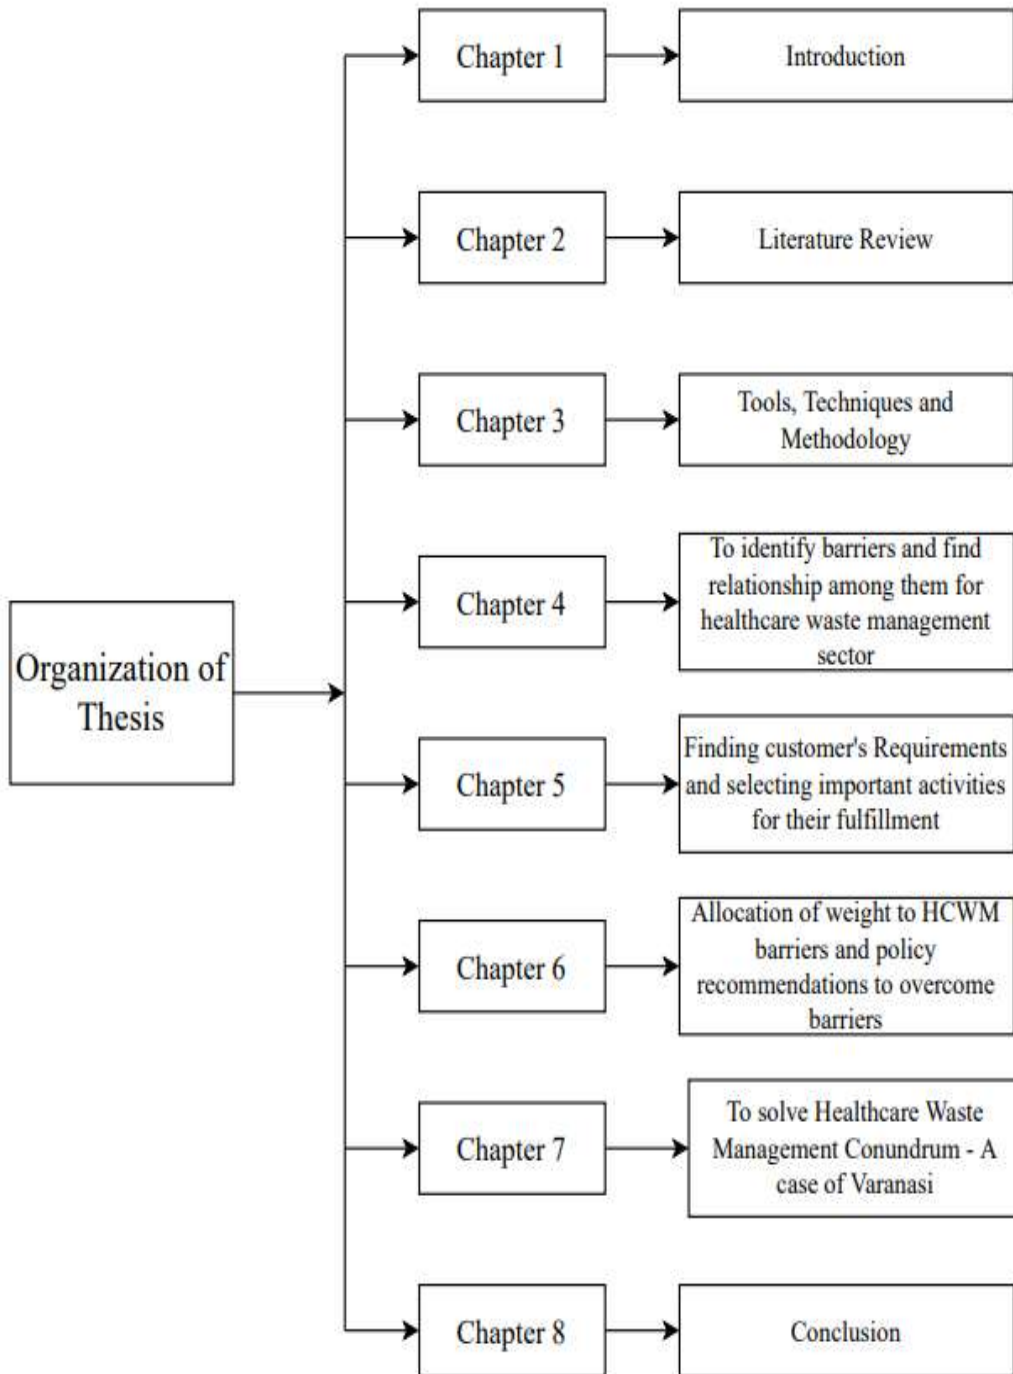 Organization of
Thesis
Chapter 1
Introduction
Chapter 2
Literature Review
Chapter 3
Tools, Techniques and
Methodology
Chapter 4
To identify barriers and find
relationship among them for
healthcare waste management
sector
Chapter 5
Finding customer's Requirements
and selecting important activities
for their fulfillment
Chapter 6
Allocation of weight to HCWM
barriers and policy
recommendations to overcome
barriers
Chapter 7
To solve Healthcare Waste
Management Conundrum - A
case of Varanasi
Chapter 8
Conclusion